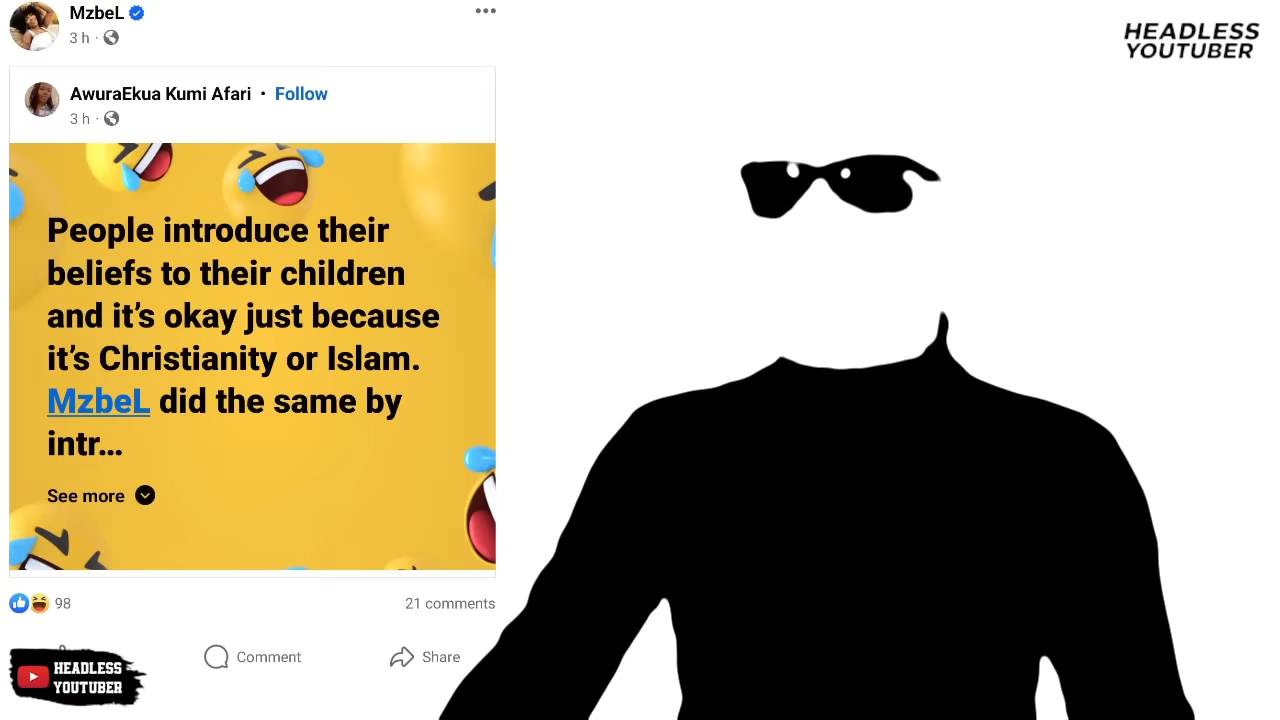 MzbeL
3 h ·
AwuraEkua Kumi Afari • Follow
3 h ·
People introduce their
beliefs to their children
and it's okay just because
it's Christianity or Islam.
MzbeL did the same by
intr...
See more
98
21 comments
Comment
Share
HEADLESS
YOUTUBER
HEADLESS
YOUTUBER